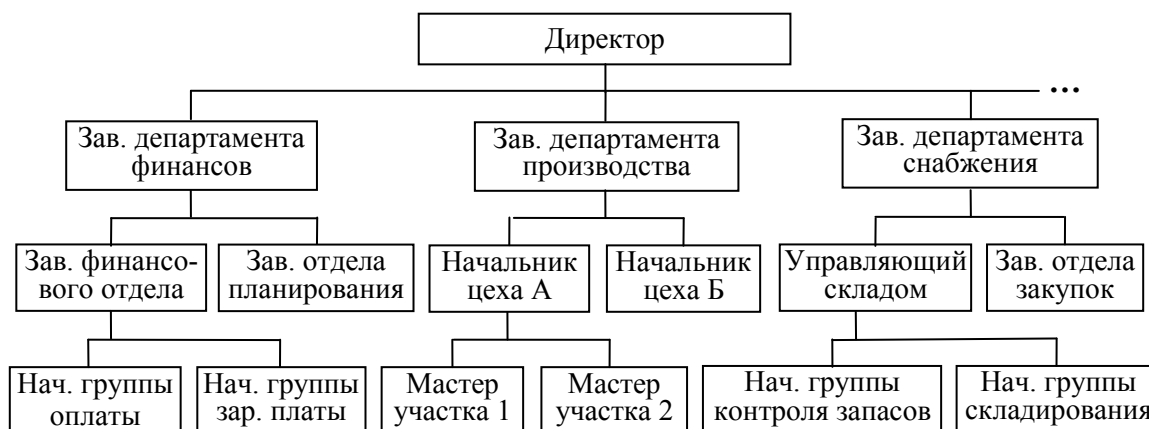 Директор
...
Зав. департамента
финансов
Зав. департамента
производства
Зав. департамента
снабжения
Зав. финансо-
вого отдела
Зав. отдела
планирования
Начальник
цеха А
Начальник
цеха Б
Управляющий
складом
Зав. отдела
закупок
Нач. группы
оплаты
Нач. группы
зар. платы
Мастер
участка 1
Мастер
участка 2
Нач. группы
контроля запасов
Нач. группы
складирования